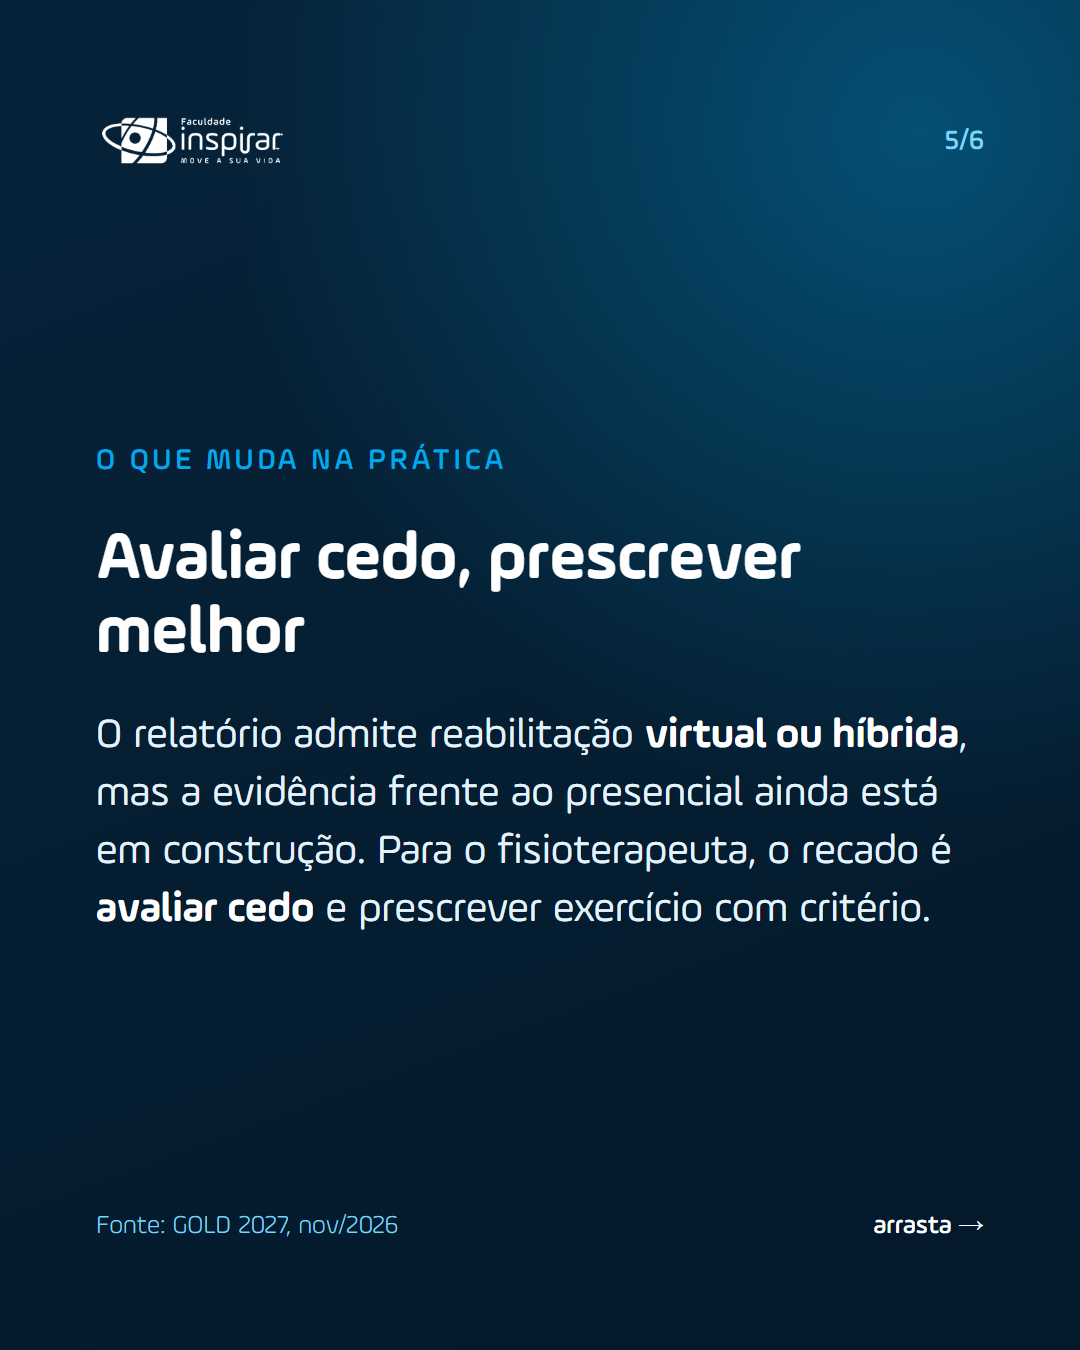 Faculdade
inspirar
MOVE A SUA VIDA
5/6
O QUE MUDA NA PRÁTICA
Avaliar cedo, prescrever
melhor
O relatório admite reabilitação virtual ou híbrida,
mas a evidência frente ao presencial ainda está
em construção. Para o fisioterapeuta, o recado é
avaliar cedo e prescrever exercício com critério.
Fonte: GOLD 2027, nov/2026
arrasta →